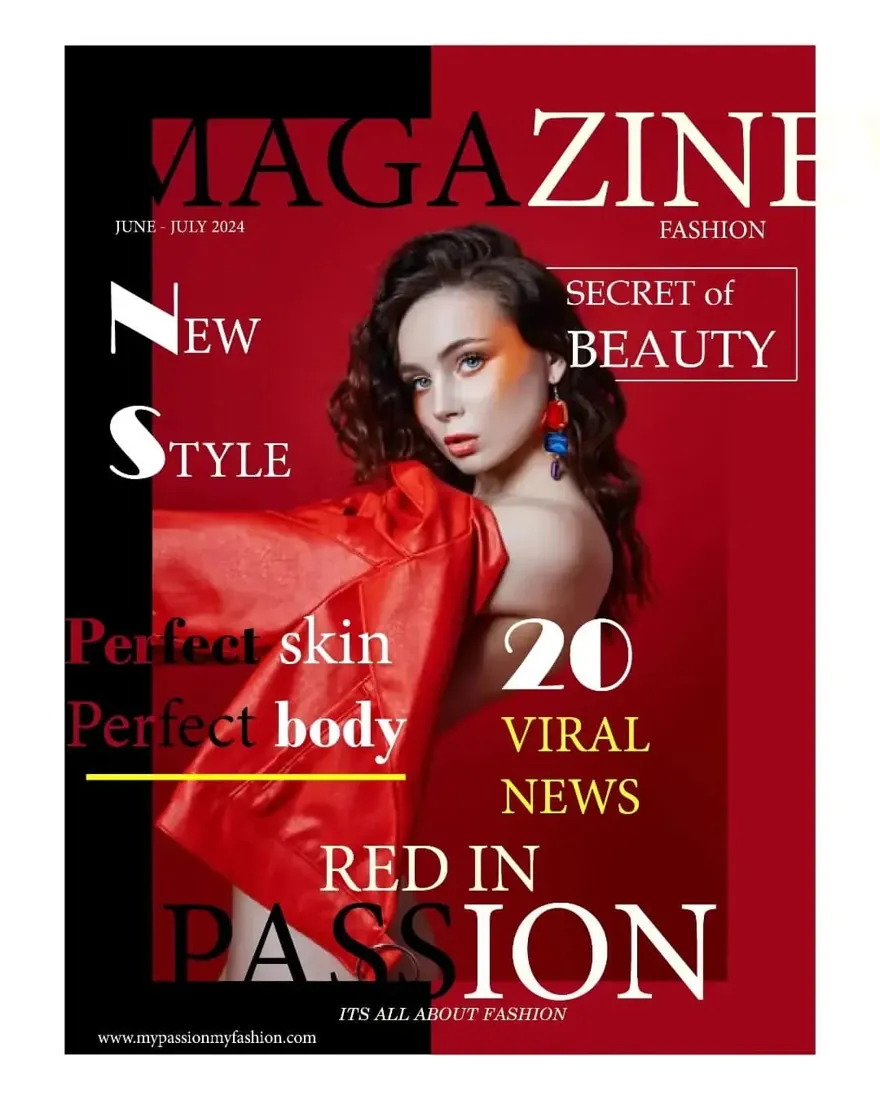 MAGAZINE
JUNE - JULY 2024
FASHION
NEW
STYLE
SECRET of
BEAUTY
Perfect skin
Perfect body
20
VIRAL
NEWS
RED IN
PASSION
ITS ALL ABOUT FASHION
www.mypassionmyfashion.com